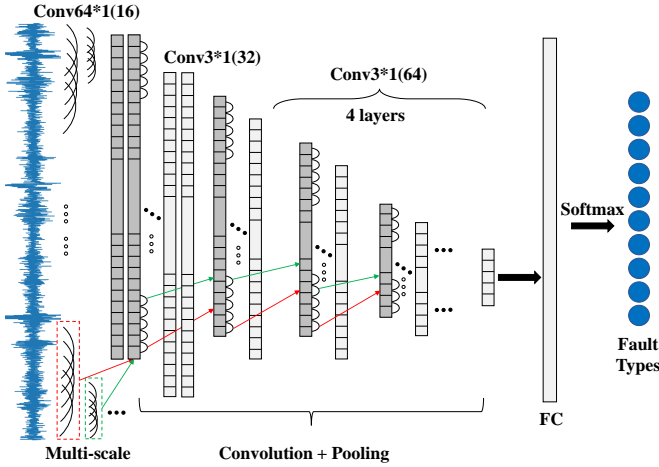 Conv64*1(16)
Conv3*1(32)
Conv3*1(64)
4 layers
Softmax
Fault
Types
FC
Multi-scale
Convolution + Pooling